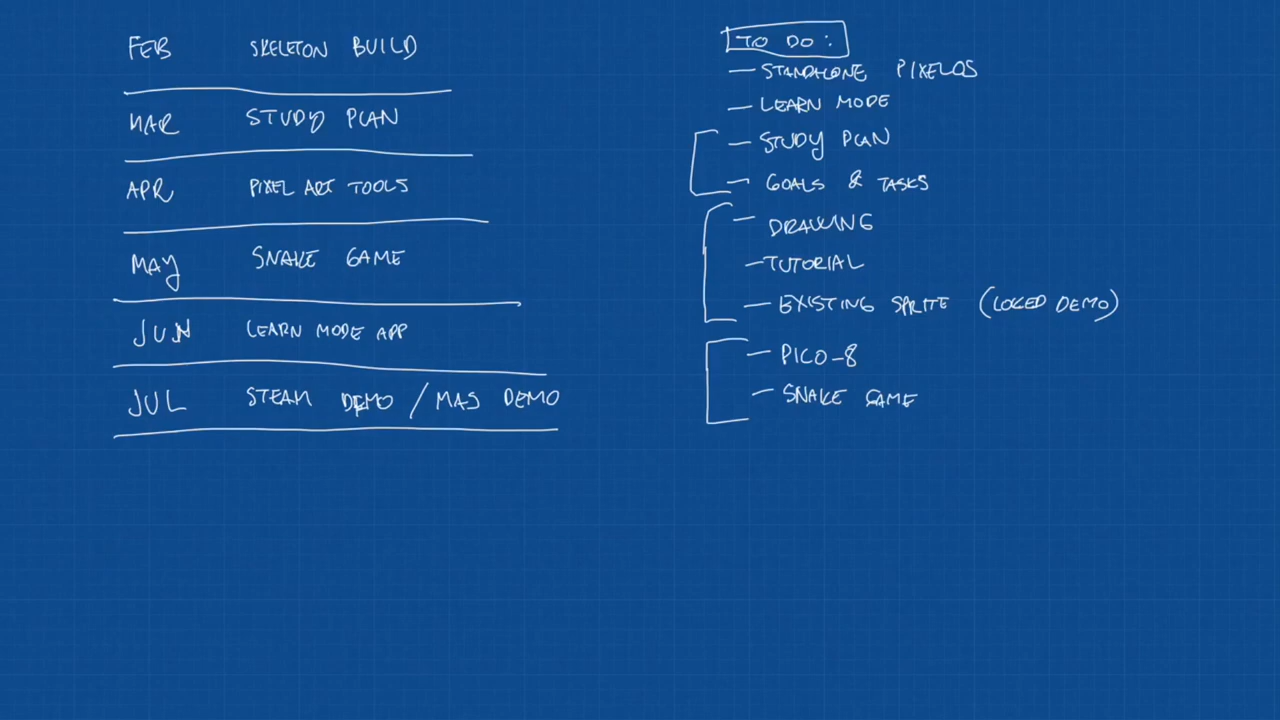 FEB SKELETON BUILD
MAR STUDY PLAN
APR PIXEL ART TOOLS
MAY SNAKE GAME
JUN LEARN MODE APP
JUL STEAM DEMO / MAS DEMO
TO DO:
— STANDALONE PIXELOS
— LEARN MODE
— STUDY PLAN
— GOALS & TASKS
— DRAWING
— TUTORIAL
— EXISTING SPRITE (LOCED DEMO)
— PICO-8
— SNAKE GAME